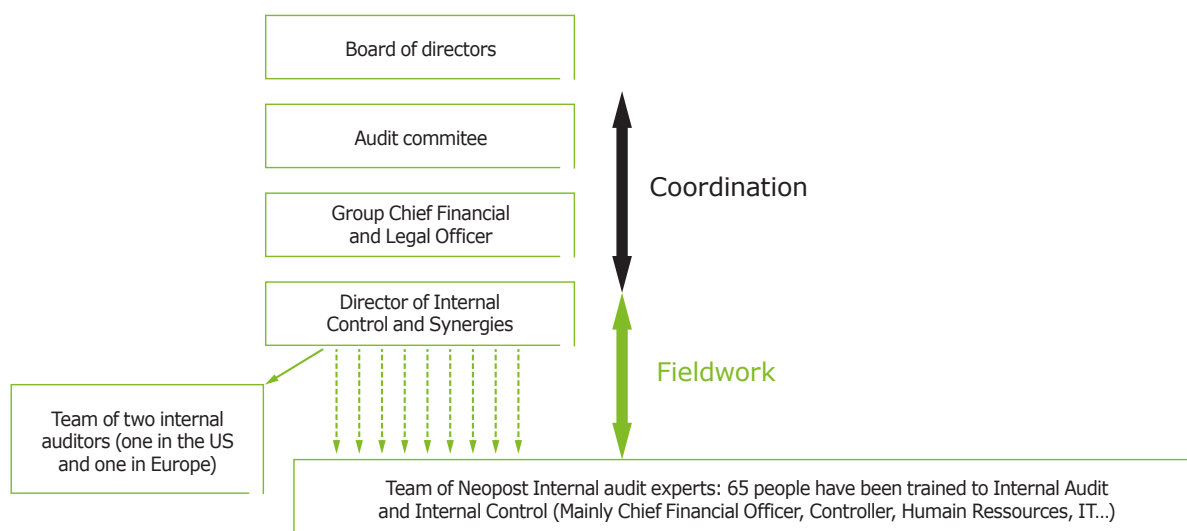 Board of directors
Audit commitee
Coordination
Group Chief Financial
and Legal Officer
Director of Internal
Control and Synergies
Fieldwork
Team of two internal
auditors (one in the US
and one in Europe)
Team of Neopost Internal audit experts: 65 people have been trained to Internal Audit
and Internal Control (Mainly Chief Financial Officer, Controller, Humain Ressources, IT...)